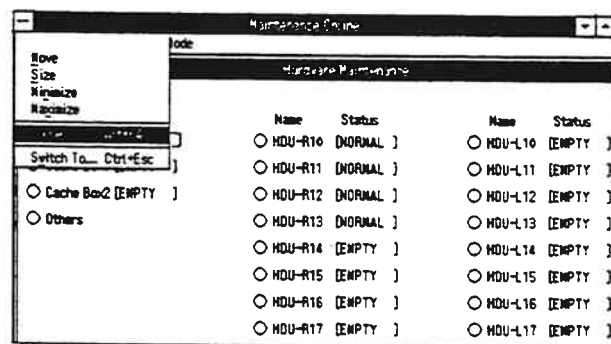 Maintenance Online
ode
Move
Size
Minimize
Maximize
Switch To... Ctrl+Esc
Hardware Maintenance
Name Status Name Status
HDU-R10 [NORMAL ] HDU-L10 [EMPTY ]
HDU-R11 [NORMAL ] HDU-L11 [EMPTY ]
Cache Box2 [EMPTY ] HDU-R12 [NORMAL ] HDU-L12 [EMPTY ]
Others HDU-R13 [NORMAL ] HDU-L13 [EMPTY ]
HDU-R14 [EMPTY ] HDU-L14 [EMPTY ]
HDU-R15 [EMPTY ] HDU-L15 [EMPTY ]
HDU-R16 [EMPTY ] HDU-L16 [EMPTY ]
HDU-R17 [EMPTY ] HDU-L17 [EMPTY ]